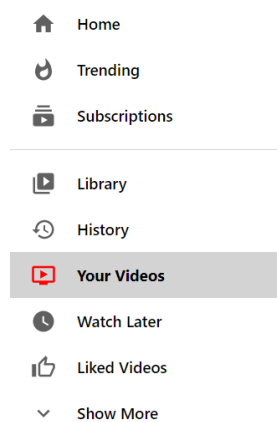 Home
Trending
Subscriptions
Library
History
Your Videos
Watch Later
Liked Videos
Show More